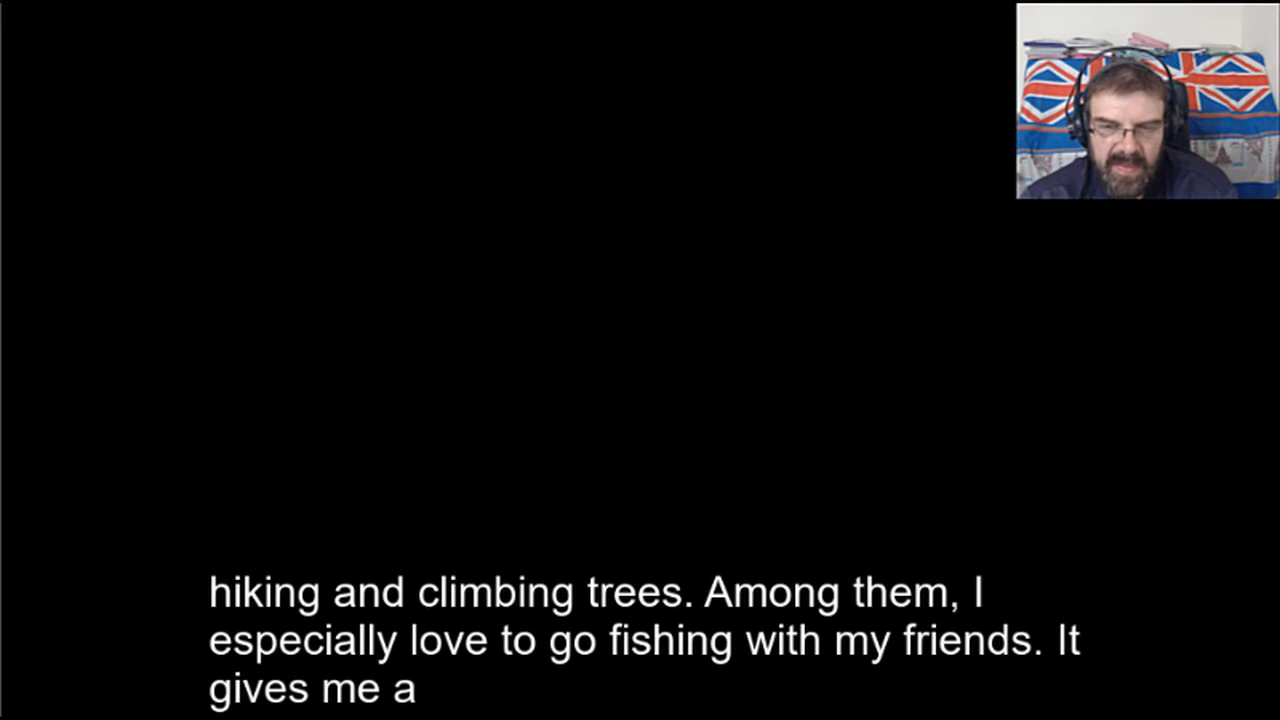 hiking and climbing trees. Among them, I
especially love to go fishing with my friends. It
gives me a